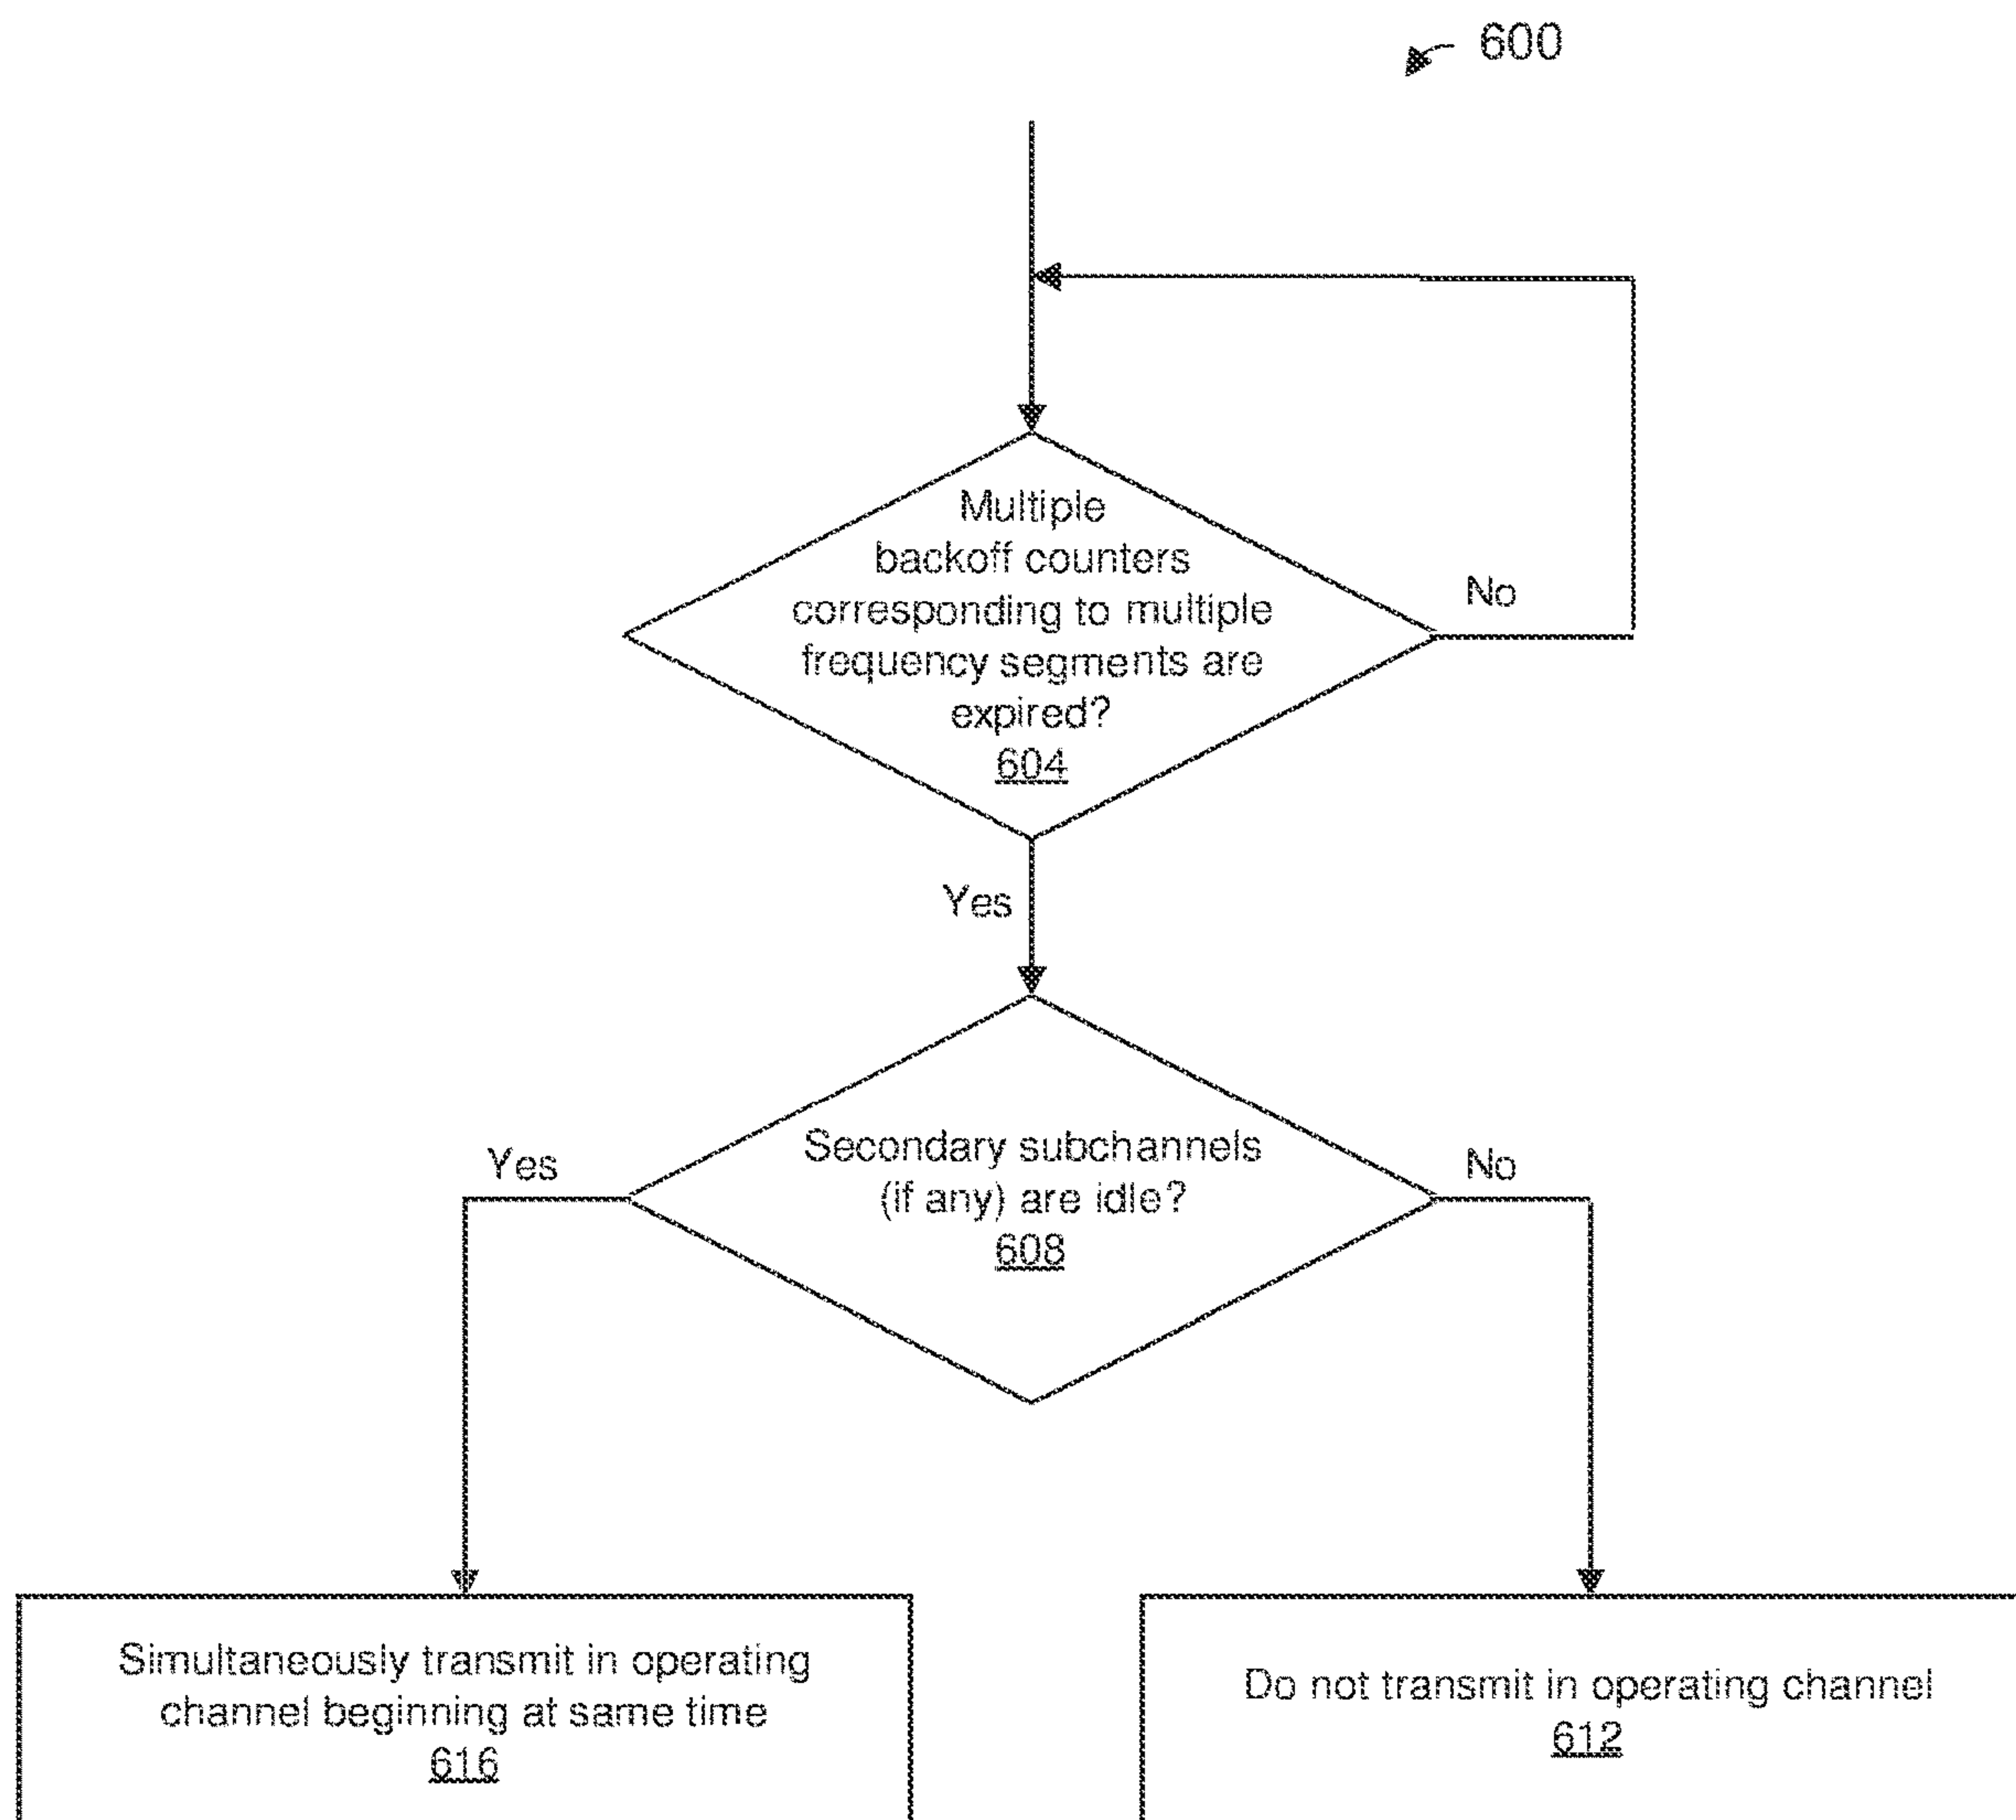 600
Multiple
backoff counters
corresponding to multiple
frequency segments are
expired?
604
No
Yes
Secondary subchannels
(if any) are idle?
608
Yes
No
Simultaneously transmit in operating
channel beginning at same time
616
Do not transmit in operating channel
612